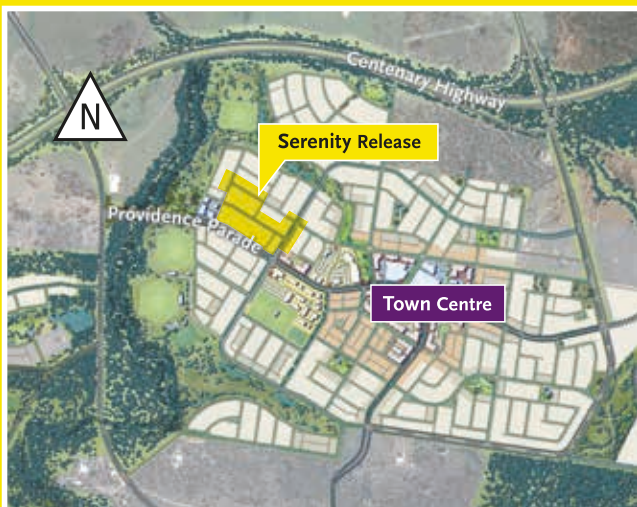 Centenary Highway
N
Serenity Release
Providence Parade
Town Centre